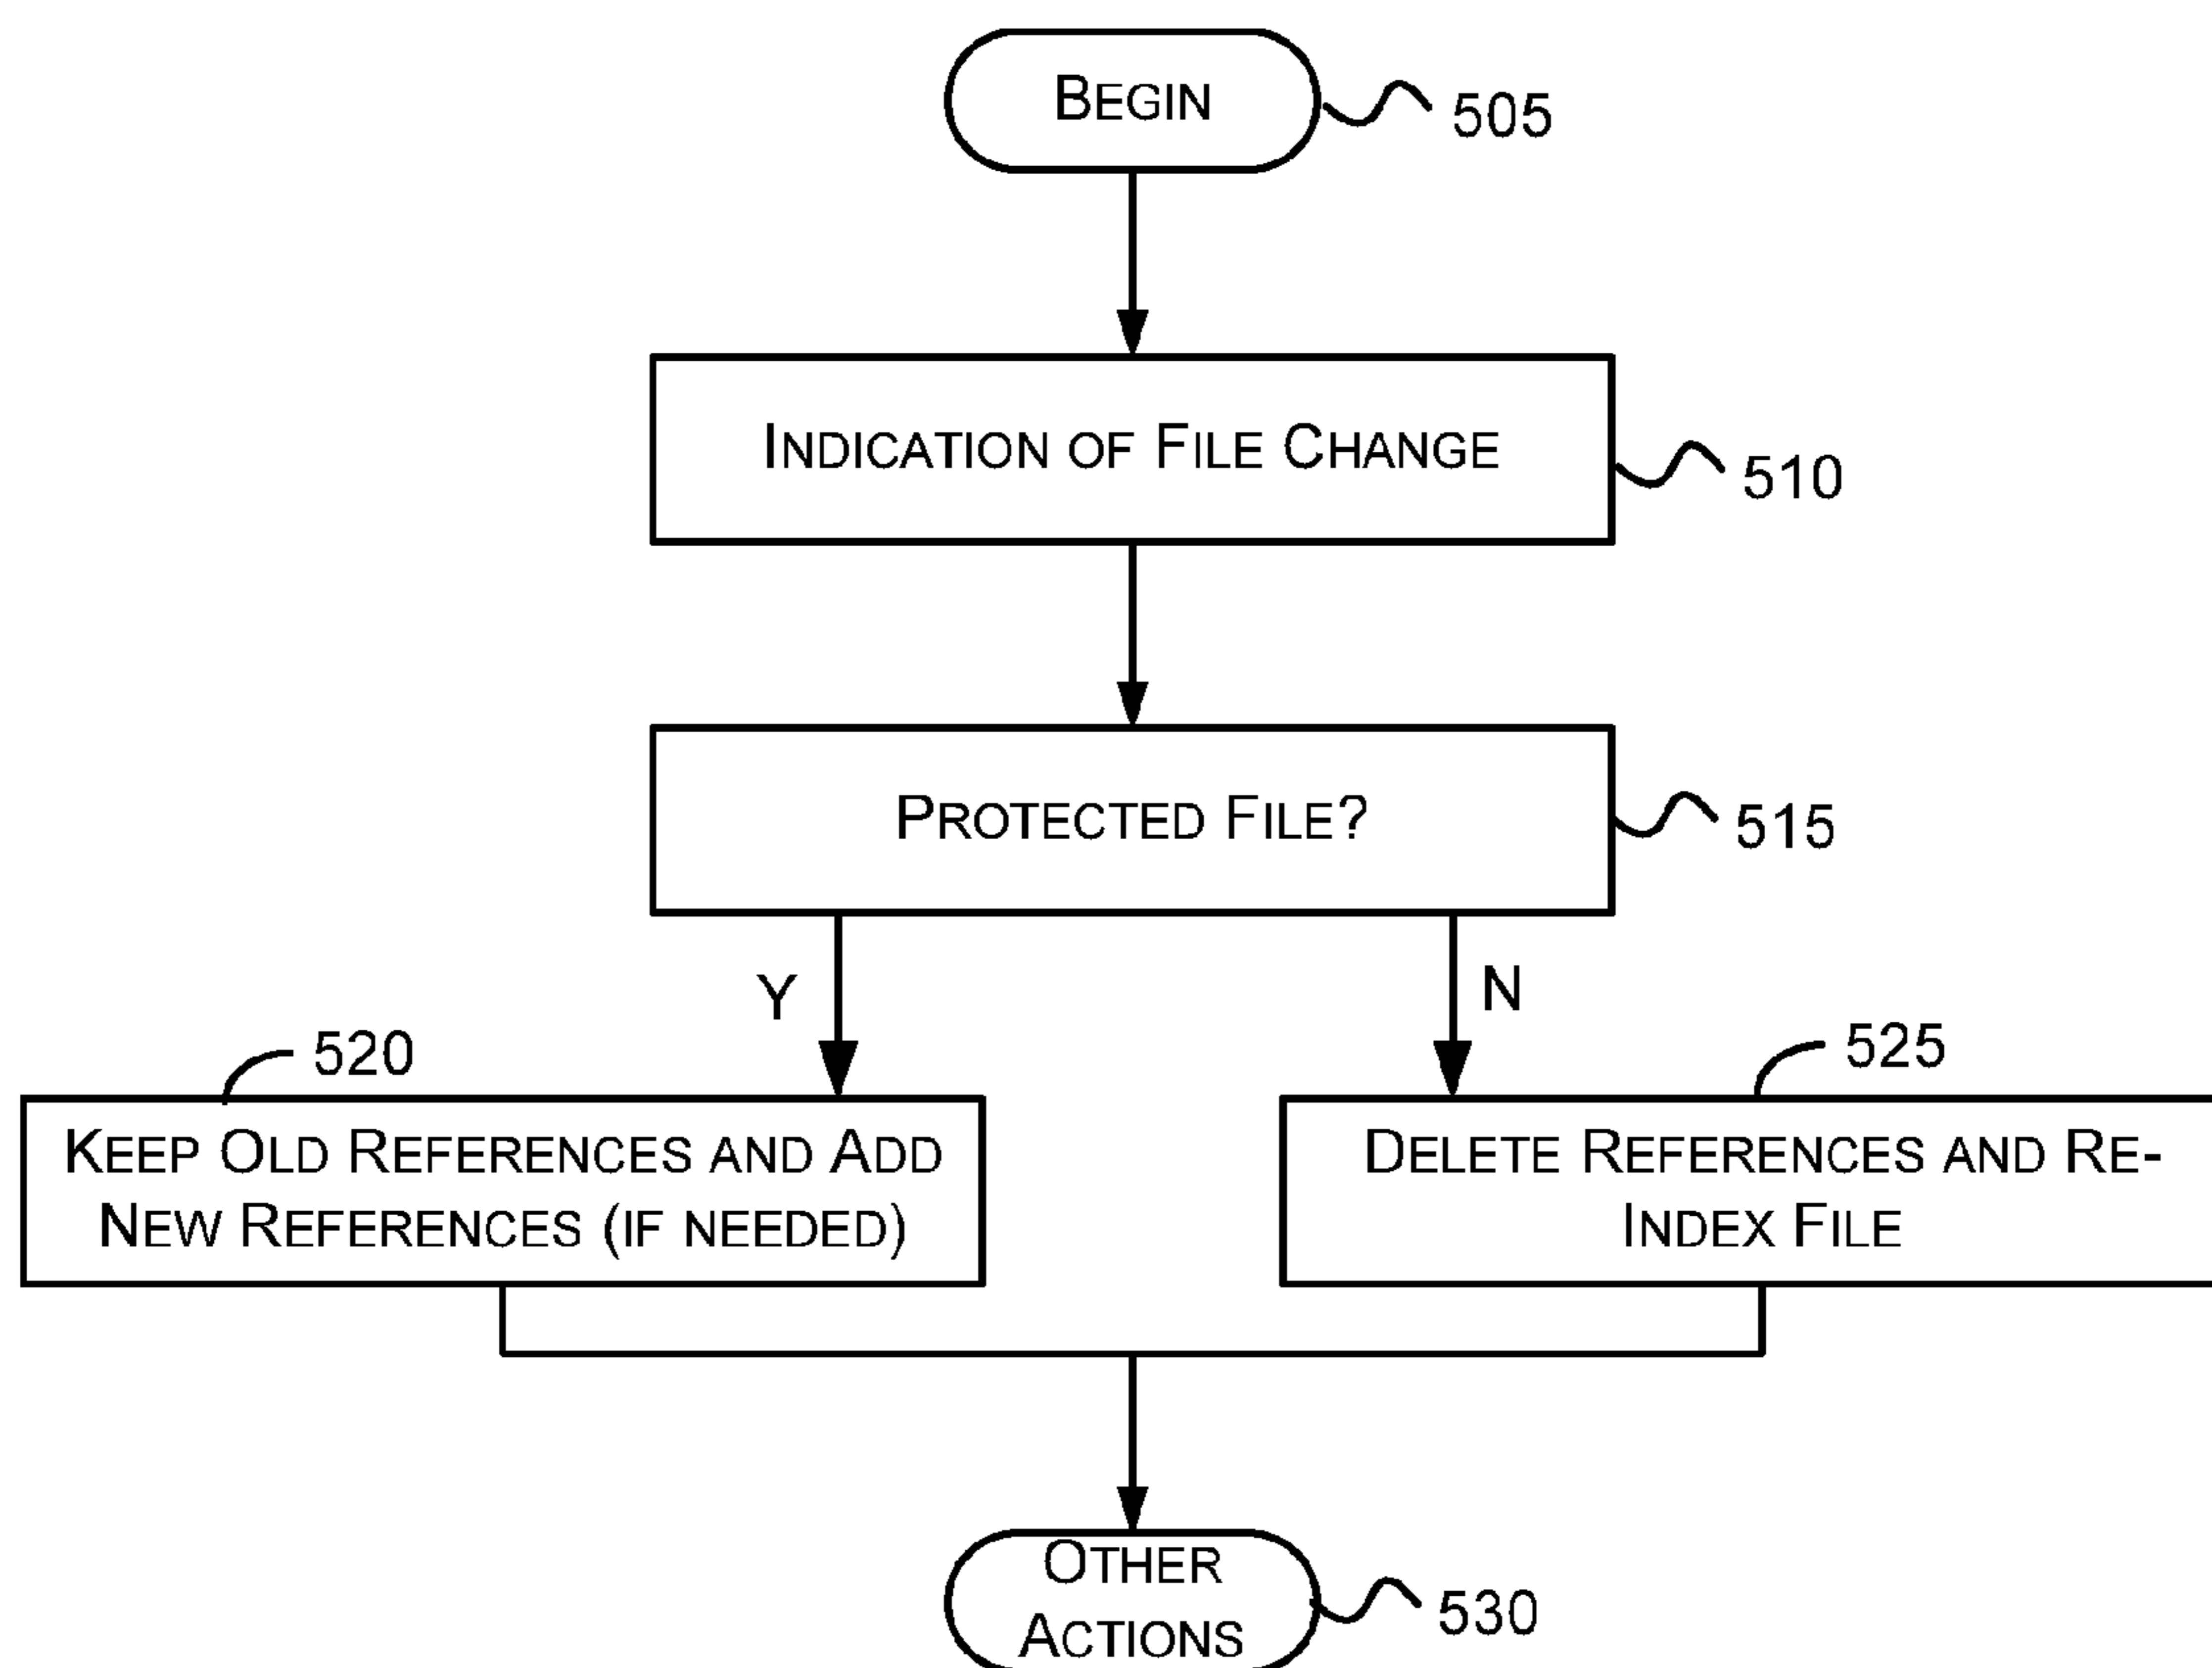 BEGIN
505
INDICATION OF FILE CHANGE
510
PROTECTED FILE?
515
Y
N
520
525
KEEP OLD REFERENCES AND ADD
NEW REFERENCES (IF NEEDED)
DELETE REFERENCES AND RE-
INDEX FILE
OTHER
ACTIONS
530